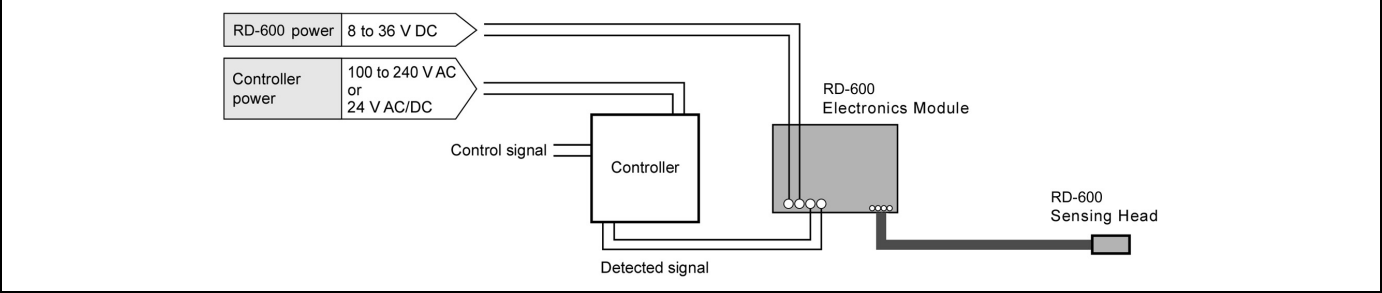 RD-600 power 8 to 36 V DC
Controller
power
100 to 240 V AC
or
24 V AC/DC
RD-600
Electronics Module
Control signal
Controller
RD-600
Sensing Head
Detected signal